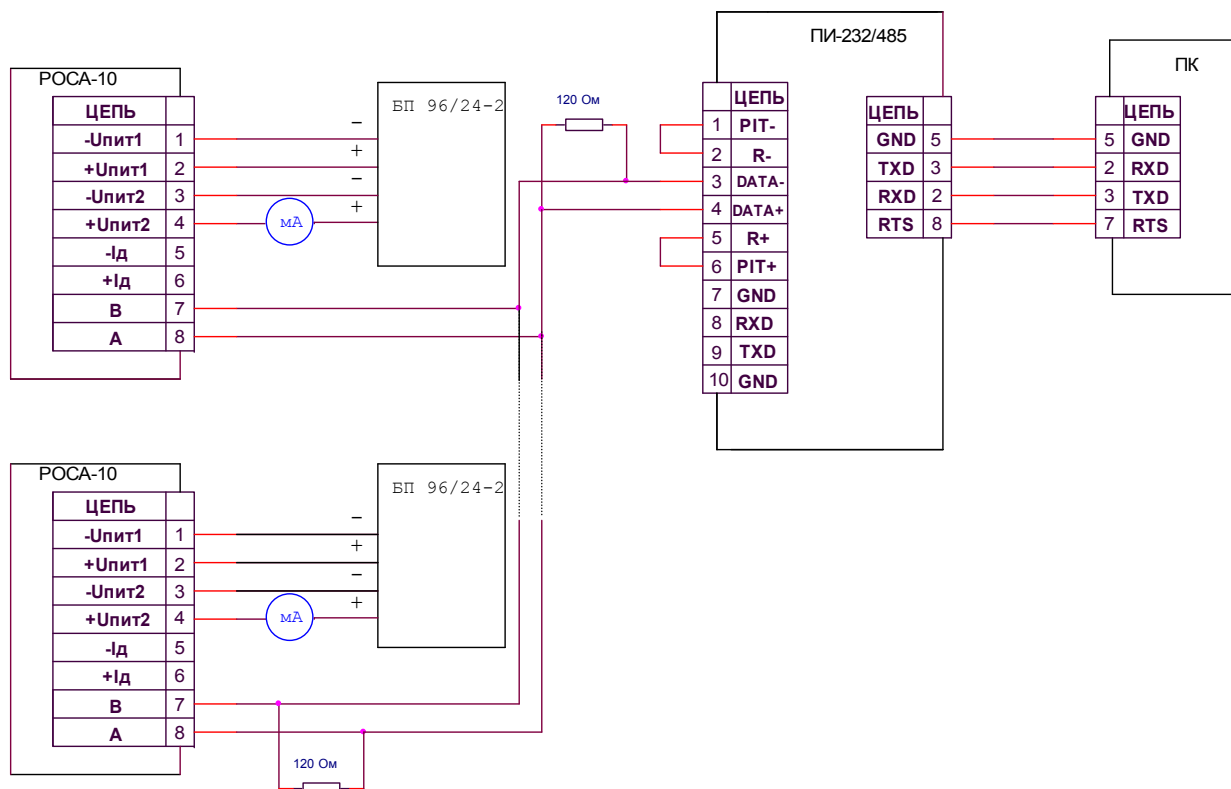 РОСА-10
ЦЕПЬ
-Uпит1 1
+Uпит1 2
-Uпит2 3
+Uпит2 4
-Iд 5
+Iд 6
B 7
A 8
−
+
−
+
мА
БП 96/24-2
120 Ом
ПИ-232/485
ЦЕПЬ
1 PIT-
2 R-
3 DATA-
4 DATA+
5 R+
6 PIT+
7 GND
8 RXD
9 TXD
10 GND
ЦЕПЬ
GND 5
TXD 3
RXD 2
RTS 8
ПК
ЦЕПЬ
5 GND
2 RXD
3 TXD
7 RTS
РОСА-10
ЦЕПЬ
-Uпит1 1
+Uпит1 2
-Uпит2 3
+Uпит2 4
-Iд 5
+Iд 6
B 7
A 8
−
+
−
+
мА
БП 96/24-2
120 Ом